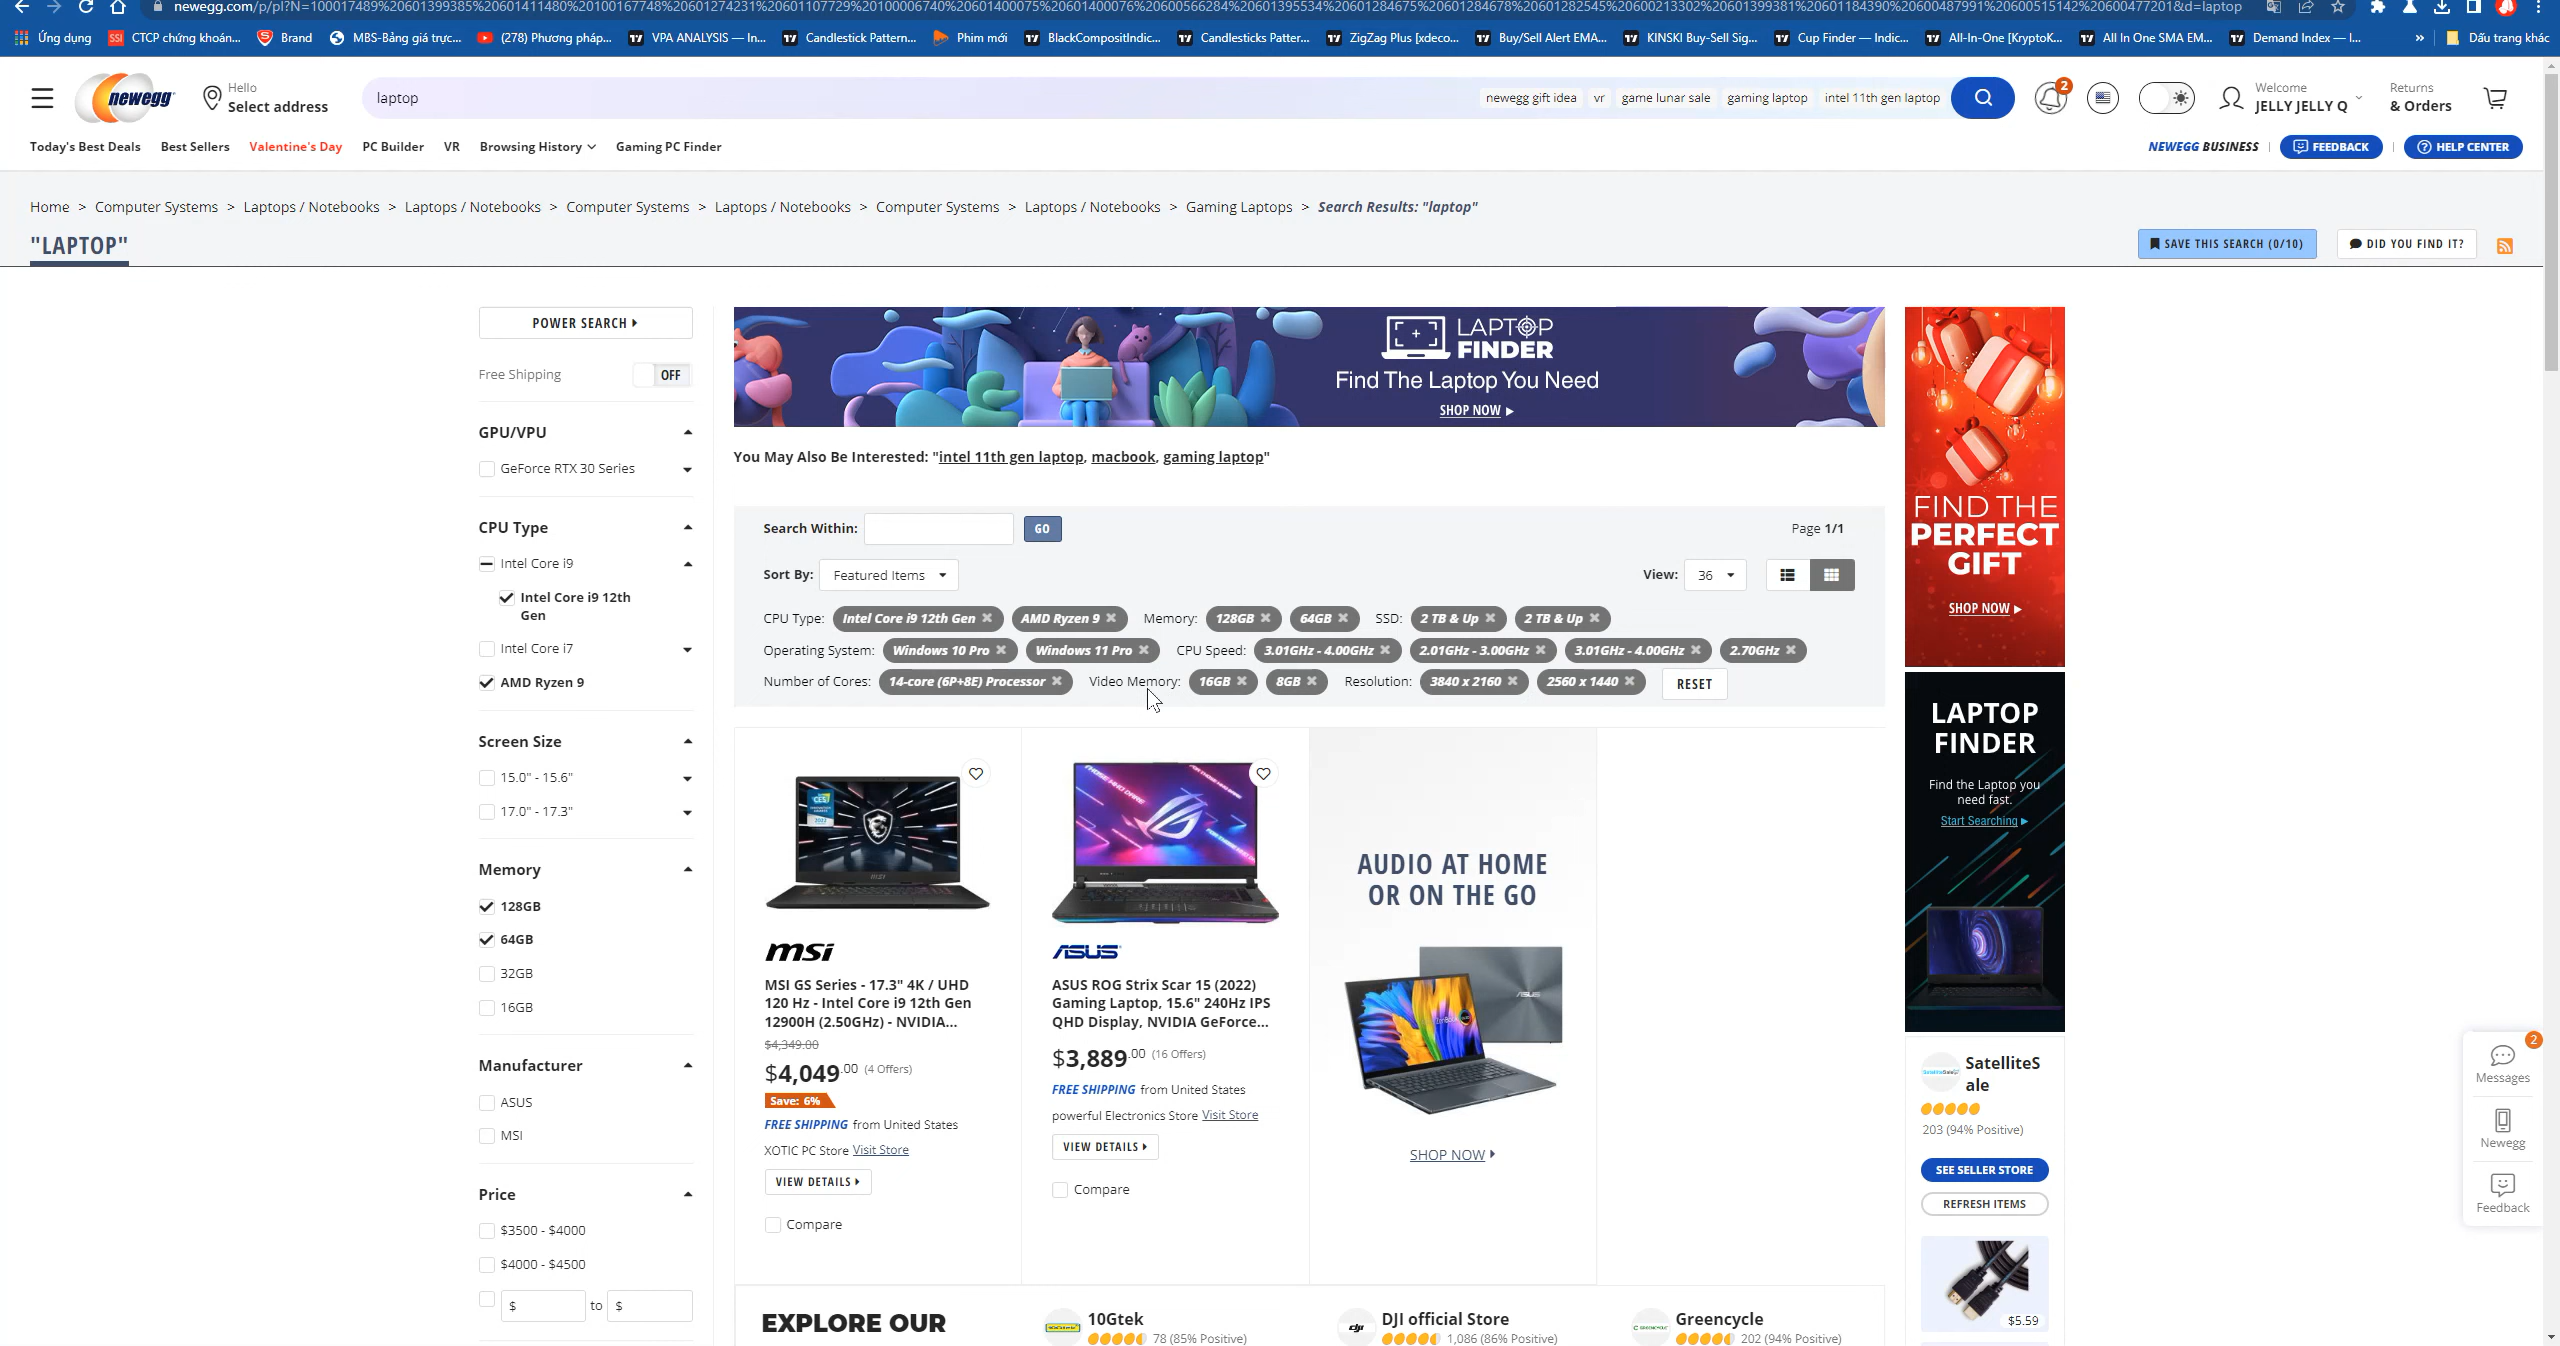 newegg.com/p/pl?N=100017489%20601399385%20601411480%20100167748%20601274231%20601107729%20100006740%20601400075%20601400076%20600566284%20601395534%20601284675%20601284678%20601282545%20600213302%20601399381%20601184390%20600487991%20600515142%20600477201&d=laptop
Ứng dụng CTCP chứng khoán... Brand MBS-Bảng giá trực... (278) Phương pháp... VPA ANALYSIS — In... Candlestick Pattern... Phim mới BlackCompositIndic... Candlesticks Patter... ZigZag Plus [xdeco... Buy/Sell Alert EMA... KINSKI Buy-Sell Sig... Cup Finder — Indic... All-In-One [KryptoK... All In One SMA EM... Demand Index — I... » Dấu trang khác
newegg
Hello
Select address
laptop
newegg gift idea vr game lunar sale gaming laptop intel 11th gen laptop
2
Welcome
JELLY JELLY Q
Returns
& Orders
Today's Best Deals Best Sellers Valentine's Day PC Builder VR Browsing History Gaming PC Finder
NEWEGG BUSINESS FEEDBACK HELP CENTER
Home > Computer Systems > Laptops / Notebooks > Laptops / Notebooks > Computer Systems > Laptops / Notebooks > Computer Systems > Laptops / Notebooks > Gaming Laptops > Search Results: "laptop"
"LAPTOP"
SAVE THIS SEARCH (0/10)
DID YOU FIND IT?
POWER SEARCH
Free Shipping OFF
GPU/VPU
GeForce RTX 30 Series
CPU Type
Intel Core i9
Intel Core i9 12th
Gen
Intel Core i7
AMD Ryzen 9
Screen Size
15.0" - 15.6"
17.0" - 17.3"
Memory
128GB
64GB
32GB
16GB
Manufacturer
ASUS
MSI
Price
$3500 - $4000
$4000 - $4500
$ to $
LAPTOP
FINDER
Find The Laptop You Need
SHOP NOW
You May Also Be Interested: "intel 11th gen laptop, macbook, gaming laptop"
Search Within: GO
Page 1/1
Sort By: Featured Items
View: 36
CPU Type: Intel Core i9 12th Gen AMD Ryzen 9 Memory: 128GB 64GB SSD: 2 TB & Up 2 TB & Up
Operating System: Windows 10 Pro Windows 11 Pro CPU Speed: 3.01GHz - 4.00GHz 2.01GHz - 3.00GHz 3.01GHz - 4.00GHz 2.70GHz
Number of Cores: 14-core (6P+8E) Processor Video Memory: 16GB 8GB Resolution: 3840 x 2160 2560 x 1440 RESET
msi
MSI GS Series - 17.3" 4K / UHD
120 Hz - Intel Core i9 12th Gen
12900H (2.50GHz) - NVIDIA...
$4,349.00
$4,049.00 (4 Offers)
Save: 6%
FREE SHIPPING from United States
XOTIC PC Store Visit Store
VIEW DETAILS
Compare
ASUS
ASUS ROG Strix Scar 15 (2022)
Gaming Laptop, 15.6" 240Hz IPS
QHD Display, NVIDIA GeForce...
$3,889.00 (16 Offers)
FREE SHIPPING from United States
powerful Electronics Store Visit Store
VIEW DETAILS
Compare
AUDIO AT HOME
OR ON THE GO
SHOP NOW
EXPLORE OUR
10Gtek
78 (85% Positive)
DJI official Store
1,086 (86% Positive)
Greencycle
202 (94% Positive)
FIND THE
PERFECT
GIFT
SHOP NOW
LAPTOP
FINDER
Find the Laptop you
need fast.
Start Searching
SatelliteS
ale
203 (94% Positive)
SEE SELLER STORE
REFRESH ITEMS
$5.59
2
Messages
Newegg
Feedback